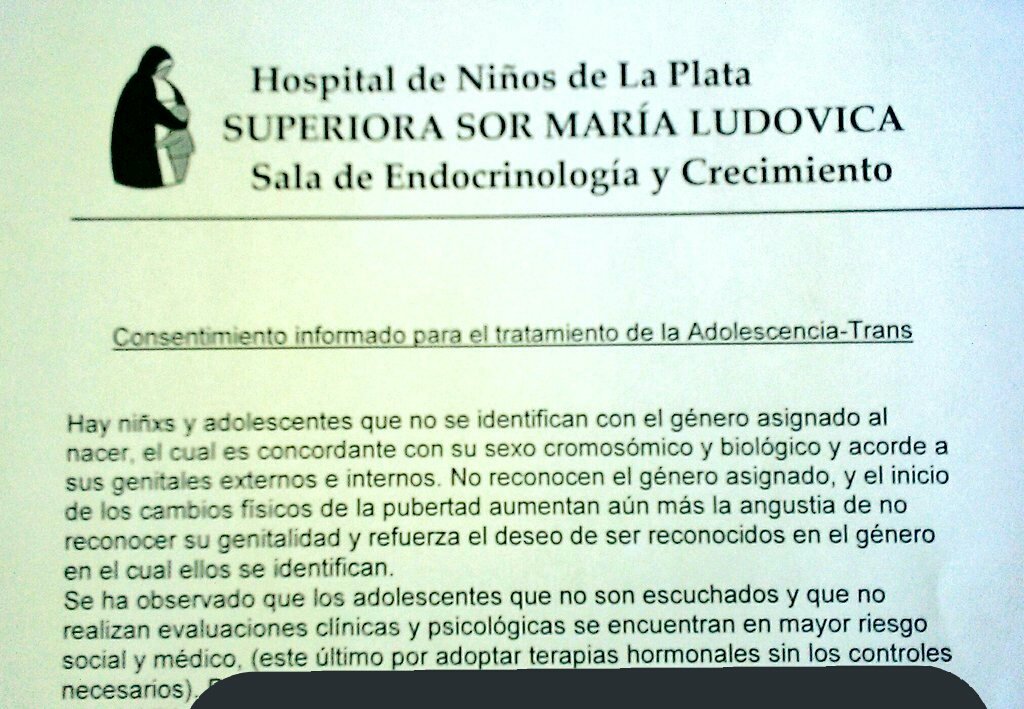 Hospital de Niños de La Plata
SUPERIORA SOR MARÍA LUDOVICA
Sala de Endocrinología y Crecimiento
Consentimiento informado para el tratamiento de la Adolescencia-Trans
Hay niñxs y adolescentes que no se identifican con el género asignado al
nacer, el cual es concordante con su sexo cromosómico y biológico y acorde a
sus genitales externos e internos. No reconocen el género asignado, y el inicio
de los cambios físicos de la pubertad aumentan aún más la angustia de no
reconocer su genitalidad y refuerza el deseo de ser reconocidos en el género
en el cual ellos se identifican.
Se ha observado que los adolescentes que no son escuchados y que no
realizan evaluaciones clínicas y psicológicas se encuentran en mayor riesgo
social y médico, (este último por adoptar terapias hormonales sin los controles
necesarios).